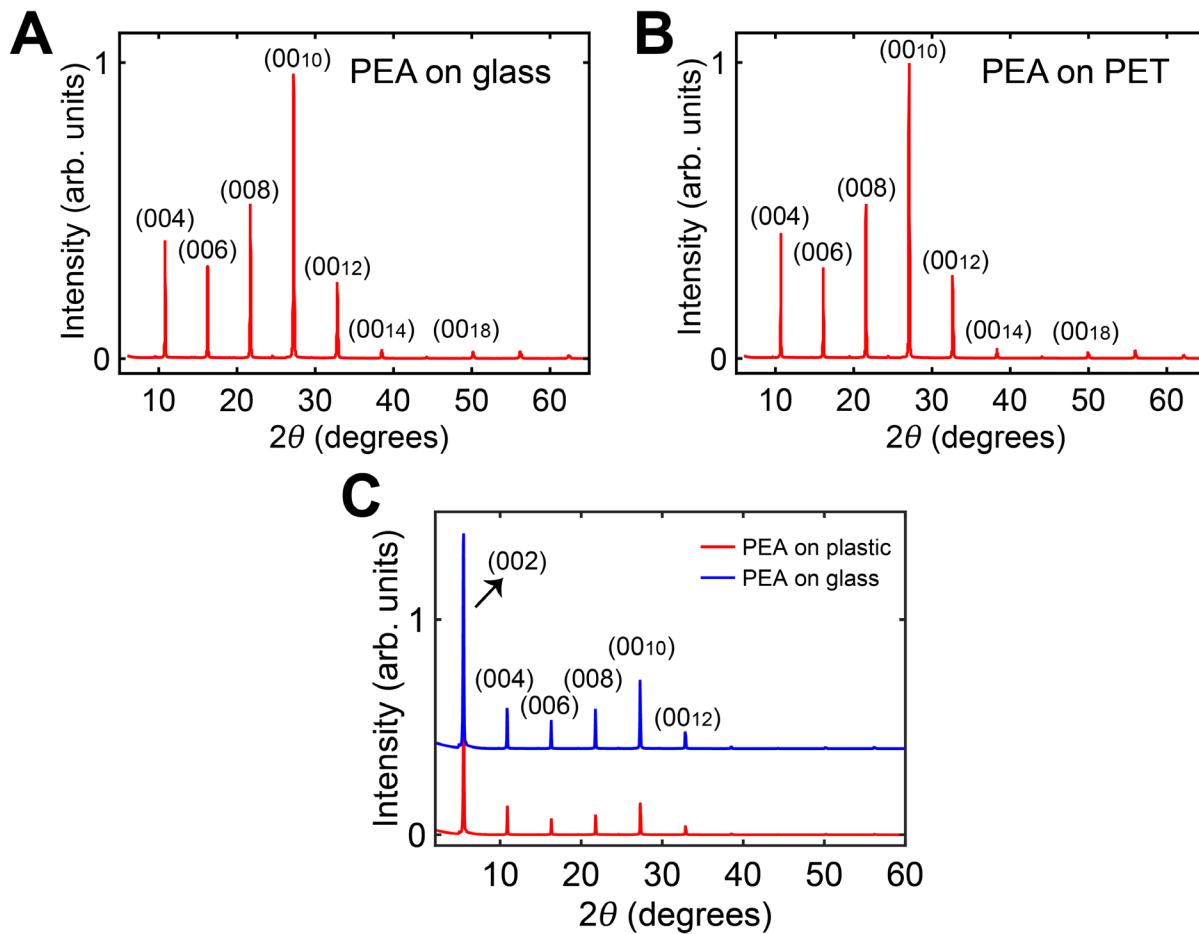 A
PEA on glass
Intensity (arb. units)
1
0
(004)
(006)
(008)
(0010)
(0012)
(0014)
(0018)
10 20 30 40 50 60
2θ (degrees)
B
PEA on PET
Intensity (arb. units)
1
0
(004)
(006)
(008)
(0010)
(0012)
(0014)
(0018)
10 20 30 40 50 60
2θ (degrees)
C
PEA on plastic
PEA on glass
Intensity (arb. units)
1
0
(002)
(004)
(006)
(008)
(0010)
(0012)
10 20 30 40 50 60
2θ (degrees)